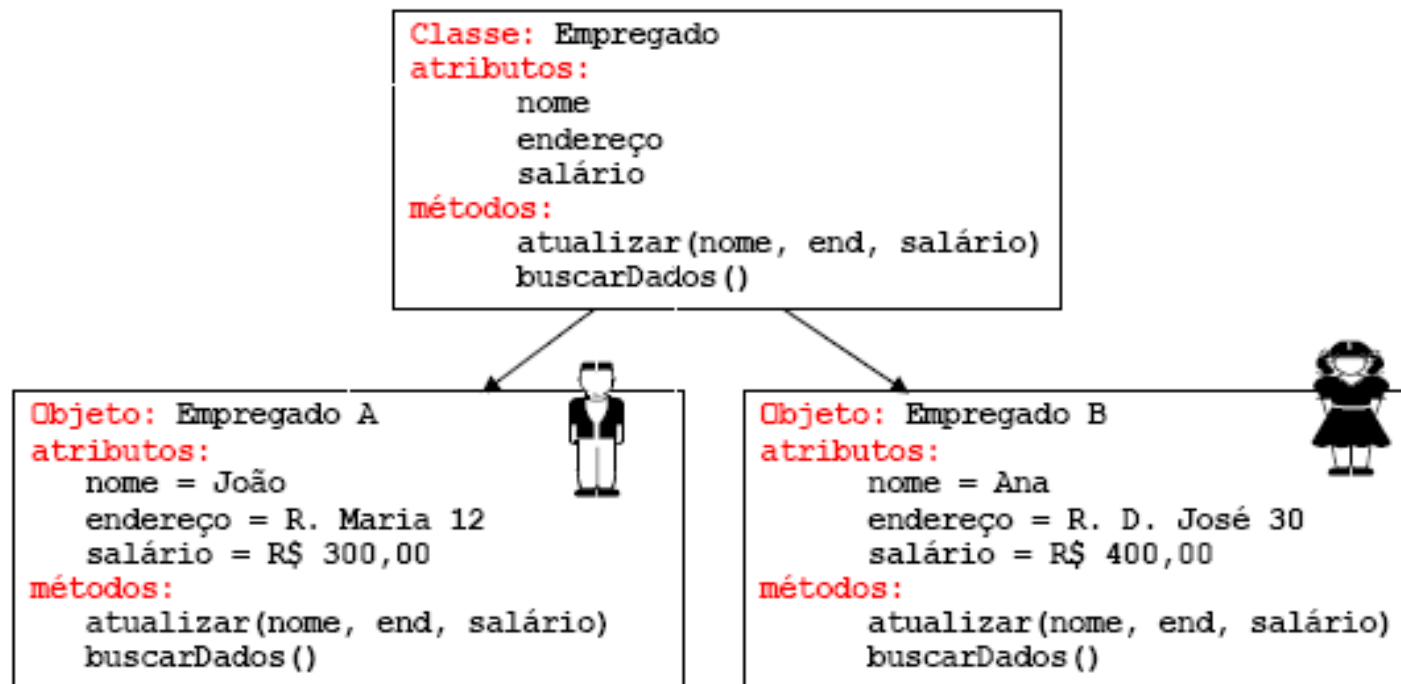 Classe: Empregado
atributos:
nome
endereço
salário
métodos:
atualizar(nome, end, salário)
buscarDados()
Objeto: Empregado A
atributos:
nome = João
endereço = R. Maria 12
salário = R$ 300,00
métodos:
atualizar(nome, end, salário)
buscarDados()
Objeto: Empregado B
atributos:
nome = Ana
endereço = R. D. José 30
salário = R$ 400,00
métodos:
atualizar(nome, end, salário)
buscarDados()